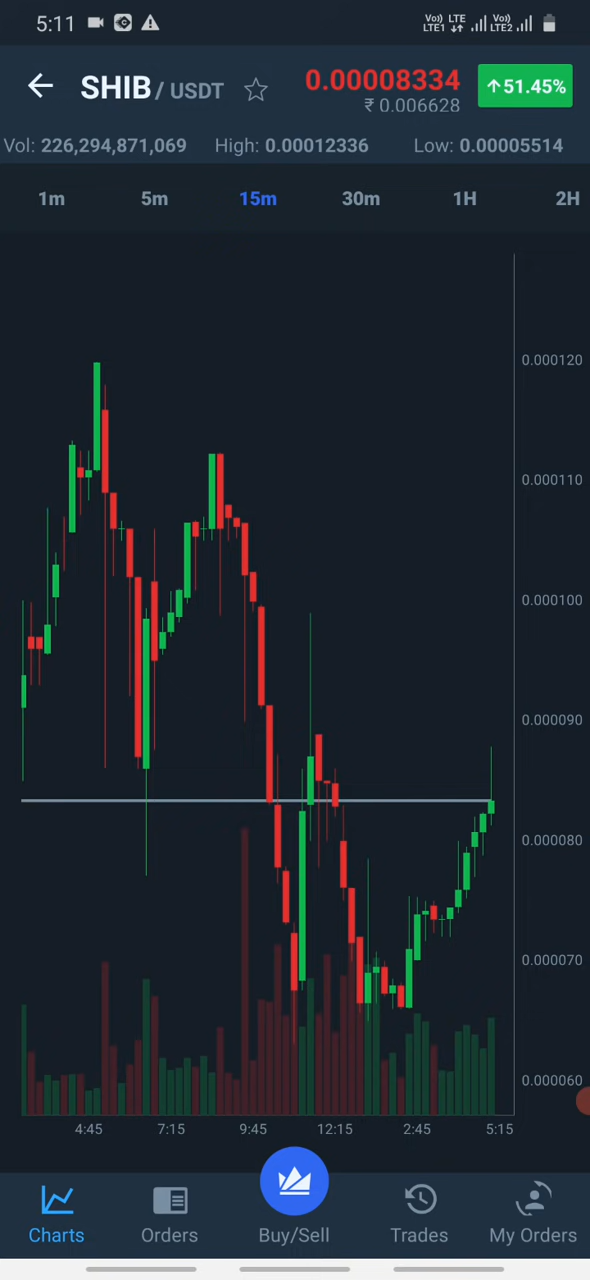 5:11 Vo) LTE LTE1 Vo) LTE2
SHIB / USDT 0.00008334 ↑51.45%
₹ 0.006628
Vol: 226,294,871,069 High: 0.00012336 Low: 0.00005514
1m 5m 15m 30m 1H 2H
0.000120
0.000110
0.000100
0.000090
0.000080
0.000070
0.000060
4:45 7:15 9:45 12:15 2:45 5:15
Charts Orders Buy/Sell Trades My Orders